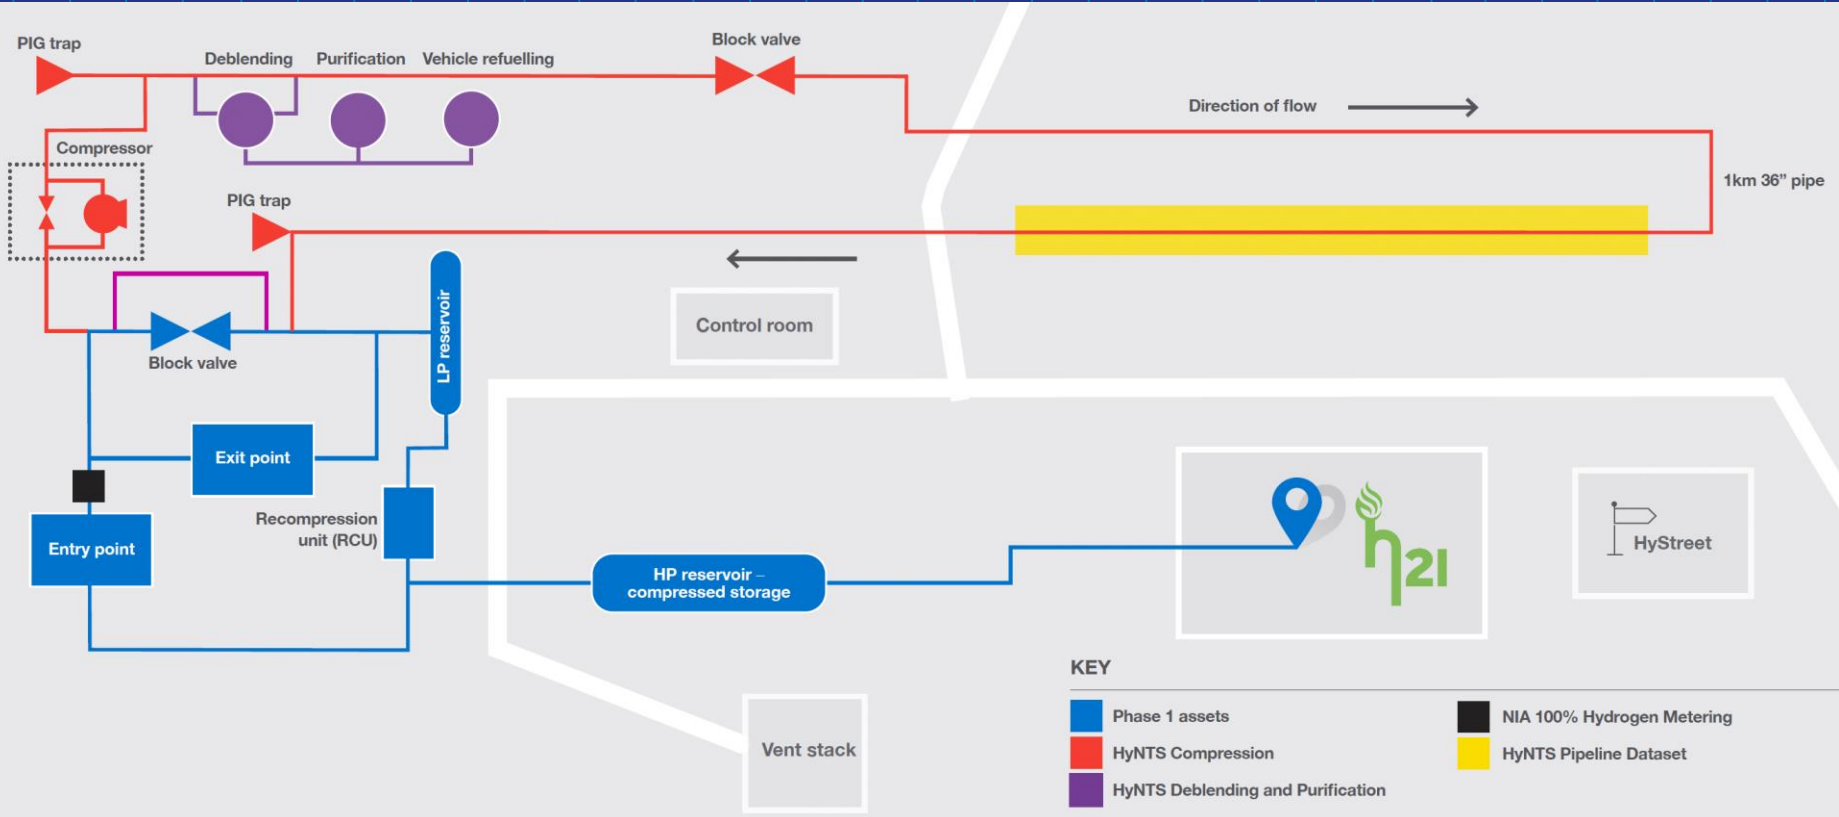 PIG trap
Deblending
Purification
Vehicle refuelling
Block valve
Direction of flow
Compressor
1km 36” pipe
PIG trap
LP reservoir
Control room
Block valve
Exit point
Recompression
unit (RCU)
Entry point
HP reservoir –
compressed storage
h21
HyStreet
Vent stack
KEY
Phase 1 assets
HyNTS Compression
HyNTS Deblending and Purification
NIA 100% Hydrogen Metering
HyNTS Pipeline Dataset